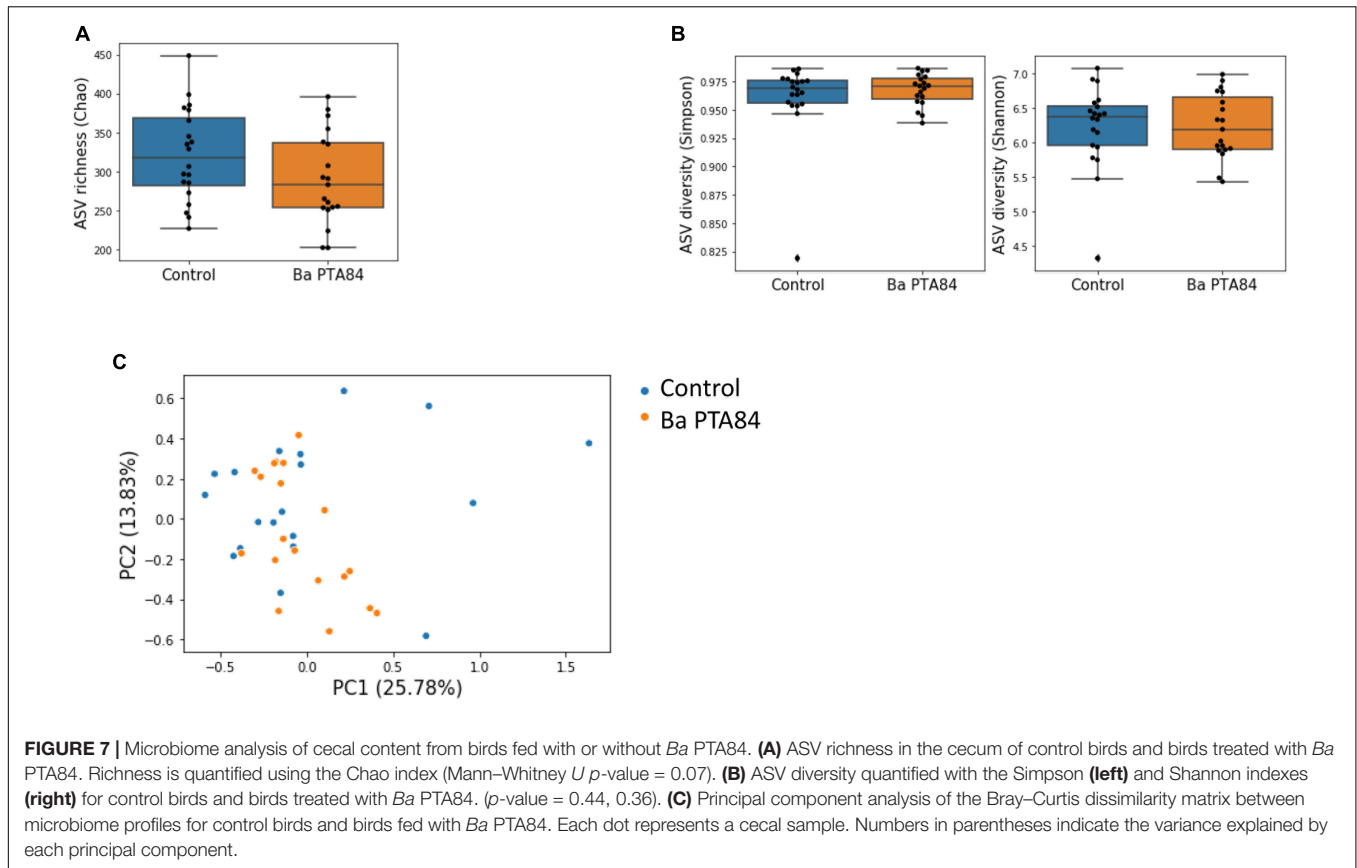 A
ASV richness (Chao)
450
400
350
300
250
200
Control
Ba PTA84
B
ASV diversity (Simpson)
0.975
0.950
0.925
0.900
0.875
0.850
0.825
Control
Ba PTA84
ASV diversity (Shannon)
7.0
6.5
6.0
5.5
5.0
4.5
Control
Ba PTA84
C
PC2 (13.83%)
0.6
0.4
0.2
0.0
−0.2
−0.4
−0.6
−0.5
0.0
0.5
1.0
1.5
PC1 (25.78%)
Control
Ba PTA84
FIGURE 7 | Microbiome analysis of cecal content from birds fed with or without Ba PTA84. (A) ASV richness in the cecum of control birds and birds treated with Ba
PTA84. Richness is quantified using the Chao index (Mann–Whitney U p-value = 0.07). (B) ASV diversity quantified with the Simpson (left) and Shannon indexes
(right) for control birds and birds treated with Ba PTA84. (p-value = 0.44, 0.36). (C) Principal component analysis of the Bray–Curtis dissimilarity matrix between
microbiome profiles for control birds and birds fed with Ba PTA84. Each dot represents a cecal sample. Numbers in parentheses indicate the variance explained by
each principal component.